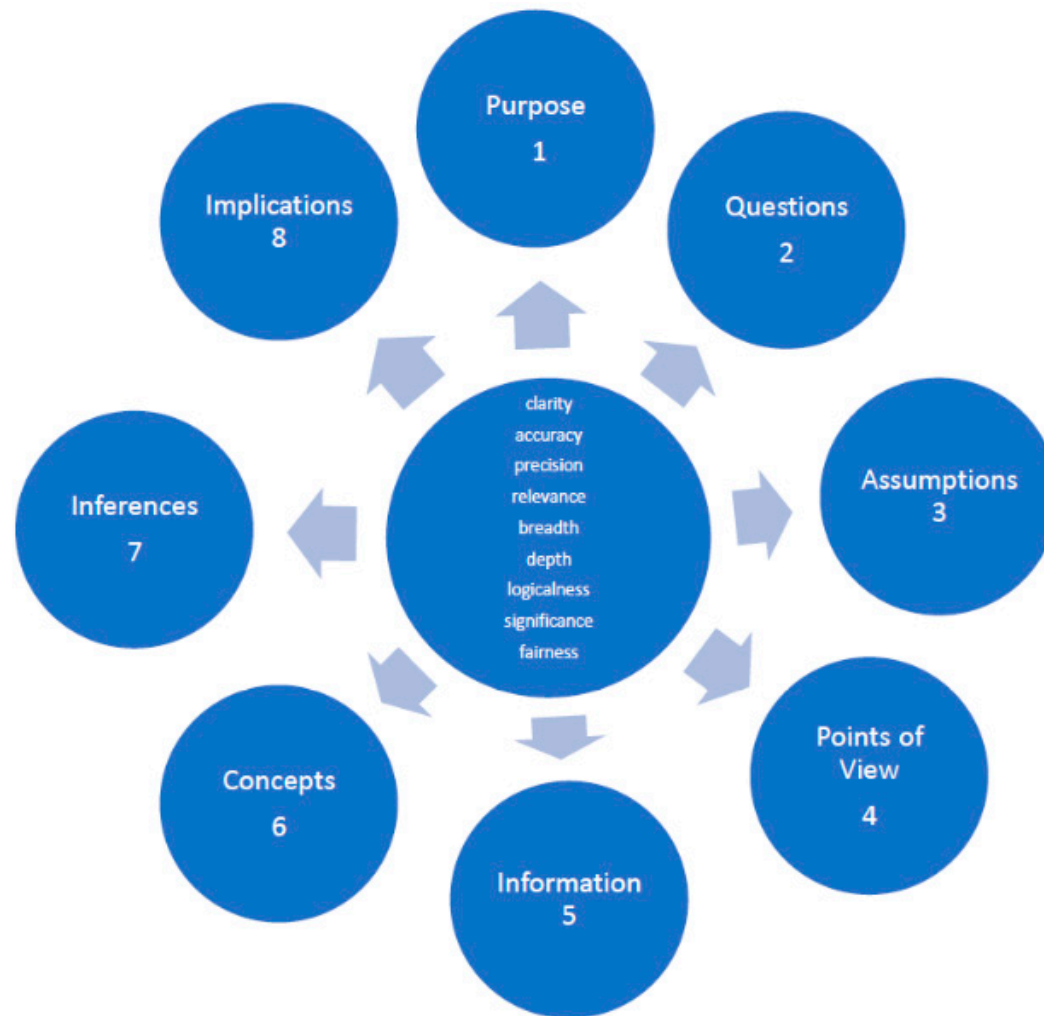 Purpose
1
Questions
2
Assumptions
3
Points of
View
4
Information
5
Concepts
6
Inferences
7
Implications
8
clarity
accuracy
precision
relevance
breadth
depth
logicalness
significance
fairness